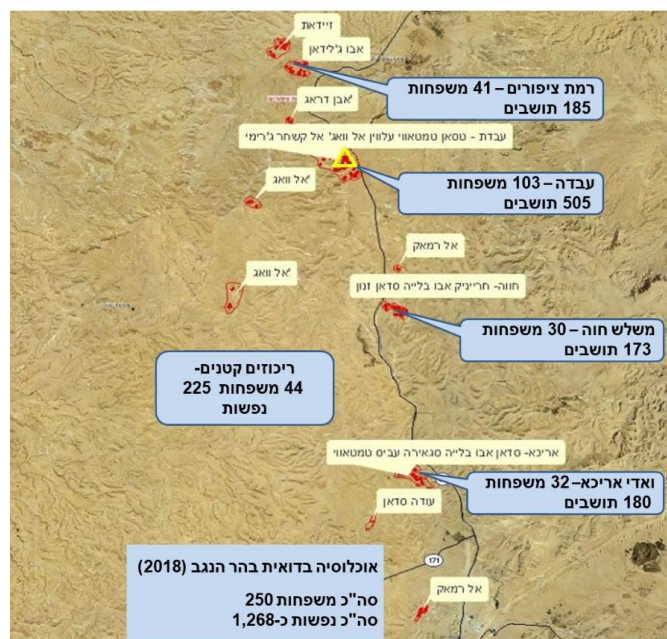 זיידאת
אבו ג'לידאן
רמת ציפורים – 41 משפחות
185 תושבים
אבן דראג'
עבדת - טסאן טמטאווי עלווין אל וואג' אל קשחר ג'רימי
עבדה – 103 משפחות
505 תושבים
אל וואג'
אל רמאק
אל וואג'
חווה- חרייניק אבו בלייה סדאן זנון
משלש חוה – 30 משפחות
173 תושבים
ריכוזים קטנים-
44 משפחות 225
נפשות
אריכא- סדאן אבו בלייה סגאירה עביס טמטאווי
ואדי אריכא– 32 משפחות
180 תושבים
עודה סדאן
אוכלוסיה בדואית בהר הנגב (2018)
סה"כ משפחות 250
סה"כ נפשות כ-1,268
171
אל רמאק